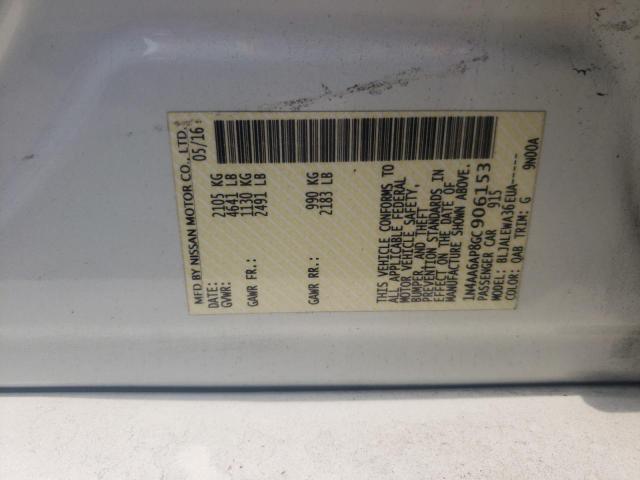 MFD BY NISSAN MOTOR CO., LTD.
DATE: 05/16
GVWR: 2105 KG
4641 LB
GAWR FR.: 1130 KG
2491 LB
GAWR RR.: 990 KG
2183 LB
THIS VEHICLE CONFORMS TO
ALL APPLICABLE FEDERAL
MOTOR VEHICLE SAFETY,
BUMPER, AND THEFT
PREVENTION STANDARDS IN
EFFECT ON THE DATE OF
MANUFACTURE SHOWN ABOVE.
1N4AA6AP8GC906153
PASSENGER CAR 915
MODEL: BLJALEWA36EUA-----
COLOR: QAB TRIM: G 9N00A